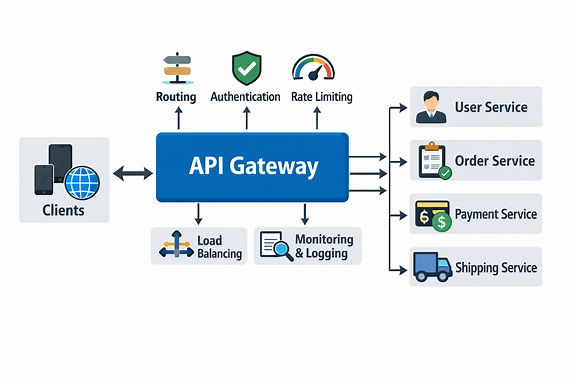 Routing
Authentication
Rate Limiting
Clients
API Gateway
Load
Balancing
Monitoring
& Logging
User Service
Order Service
$ $
Payment Service
Shipping Service